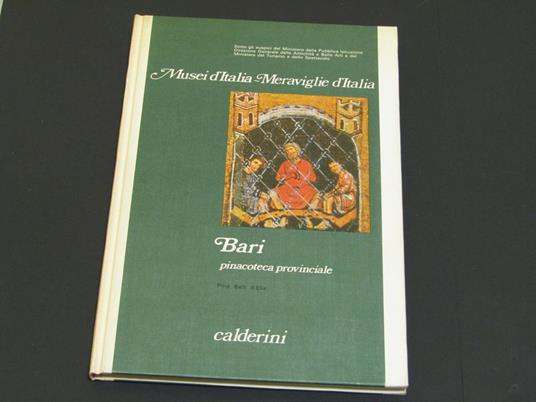 Sotto gli auspici del Ministero della Pubblica Istruzione
Direzione Generale delle Antichità e Belle Arti e del
Ministero del Turismo e dello Spettacolo
Musei d'Italia-Meraviglie d'Italia
Bari
pinacoteca provinciale
Pina Belli d'Elia
calderini